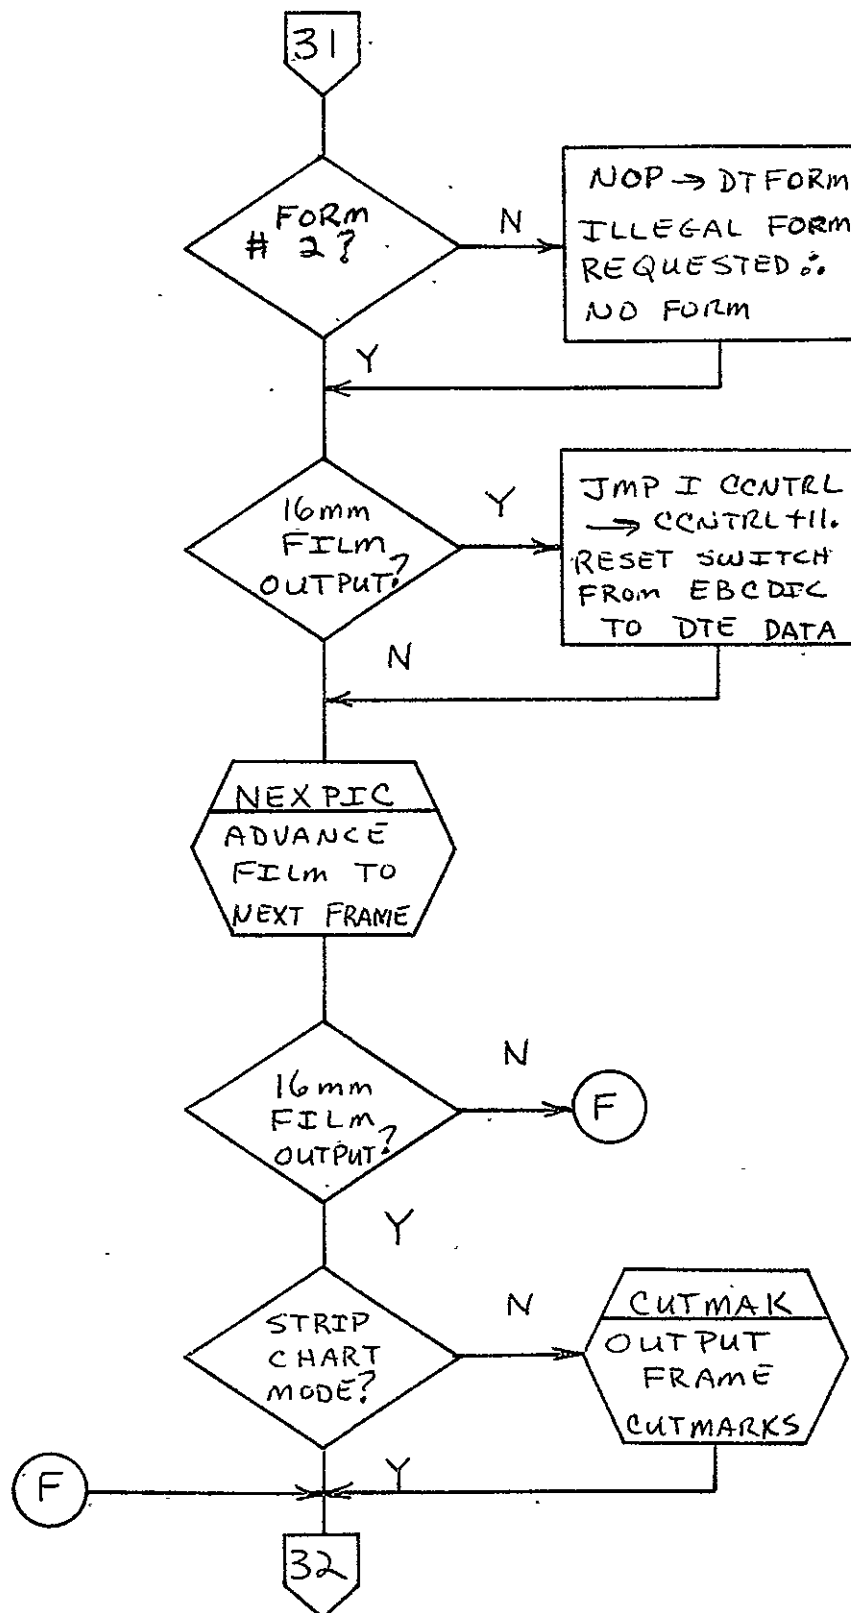 31
FORM
# 2?
N
NOP → DTFORM
ILLEGAL FORM
REQUESTED ∴
NO FORM
Y
16mm
FILM
OUTPUT?
Y
JMP I CCNTRL
→ CCNTRL+11.
RESET SWITCH
FROM EBCDIC
TO DTE DATA
N
NEXPIC
ADVANCE
FILM TO
NEXT FRAME
16mm
FILM
OUTPUT?
N
F
Y
STRIP
CHART
MODE?
N
CUTMAK
OUTPUT
FRAME
CUTMARKS
F
Y
32